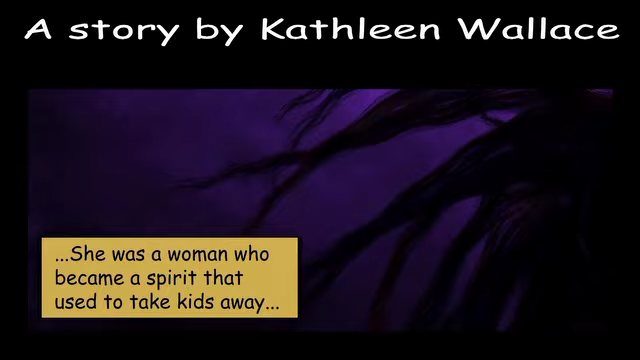 A story by Kathleen Wallace
...She was a woman who
became a spirit that
used to take kids away...